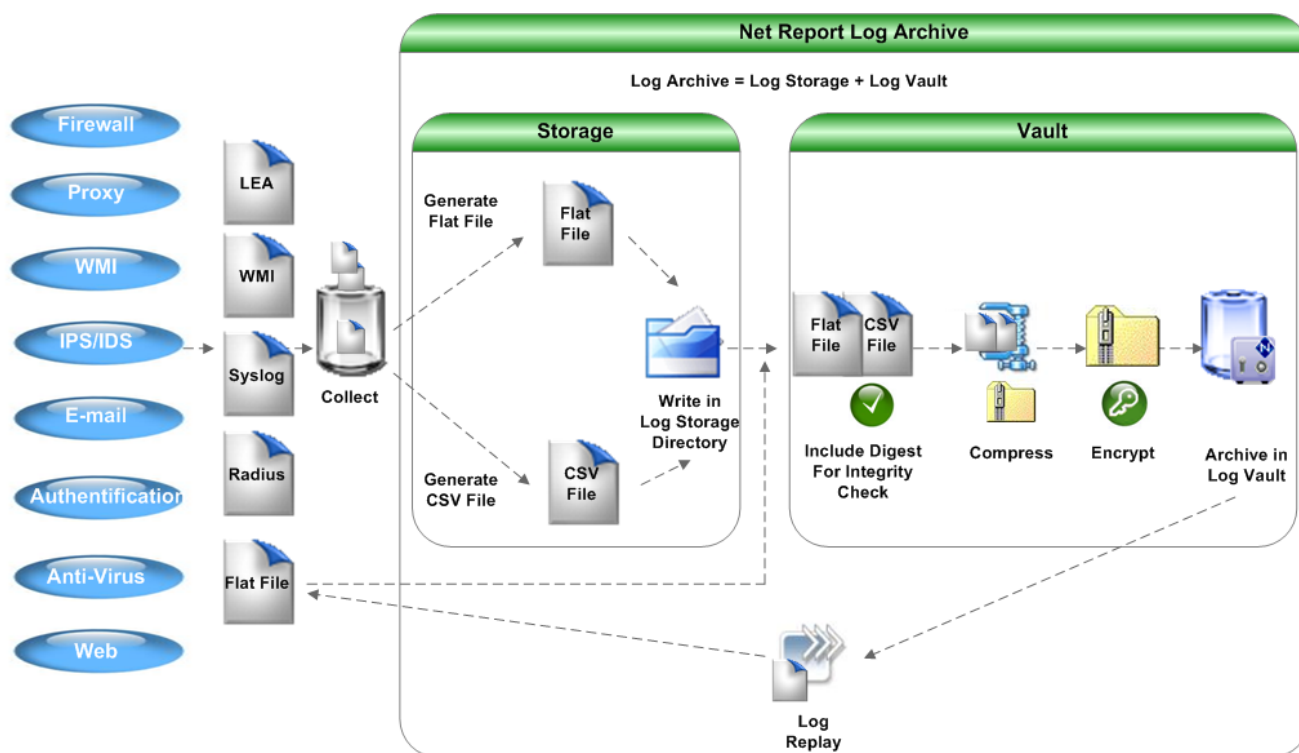 Net Report Log Archive
Log Archive = Log Storage + Log Vault
Firewall
Proxy
WMI
IPS/IDS
E-mail
Authentification
Anti-Virus
Web
LEA
WMI
Syslog
Radius
Flat File
Collect
Storage
Generate
Flat File
Flat
File
Generate
CSV File
CSV
File
Write in
Log Storage
Directory
Vault
Flat
File
CSV
File
Include Digest
For Integrity
Check
Compress
Encrypt
N
Archive in
Log Vault
Log
Replay